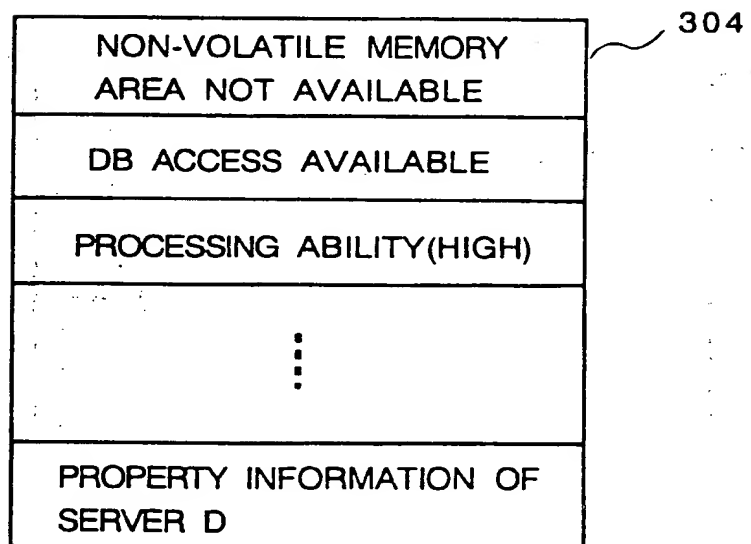 304
NON-VOLATILE MEMORY
AREA NOT AVAILABLE
DB ACCESS AVAILABLE
PROCESSING ABILITY(HIGH)
PROPERTY INFORMATION OF
SERVER D